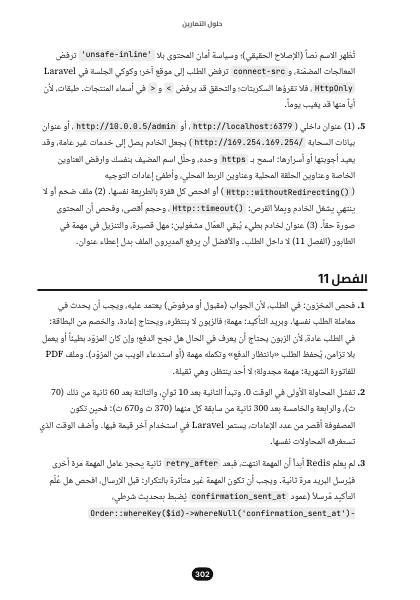 حلول التمارين
تُظهر الاسم نصاً (الإصلاح الحقيقي)؛ وسياسة أمان المحتوى بلا 'unsafe-inline' ترفض
المعالجات المضمّنة، و connect-src ترفض الطلب إلى موقع آخر؛ وكوكي الجلسة في Laravel
HttpOnly، فلا تقرؤها السكربتات؛ والتحقق قد يرفض < و > في أسماء المنتجات. طبقات، لأن
أياً منها قد يغيب يوماً.
5. (1) عنوان داخلي (http://localhost:6379، أو http://10.0.0.5/admin، أو عنوان
بيانات السحابة http://169.254.169.254/) يجعل الخادم يصل إلى خدمات غير عامة، وقد
يعيد أجوبتها أو أسرارها: اسمح بـ https وحده، وحلّل اسم المضيف بنفسك وارفض العناوين
الخاصة وعناوين الحلقة المحلية وعناوين الربط المحلي، وأطفئ إعادات التوجيه
(Http::withoutRedirecting()) أو افحص كل قفزة بالطريقة نفسها. (2) ملف ضخم أو لا
ينتهي يشغل الخادم ويملأ القرص: Http::timeout()، وحجم أقصى، وفحص أن المحتوى
صورة حقاً. (3) عنوان لخادم بطيء يُبقي العمّال مشغولين: مهل قصيرة، والتنزيل في مهمة في
الطابور (الفصل 11) لا داخل الطلب. والأفضل أن يرفع المديرون الملف بدل إعطاء عنوان.
الفصل 11
1. فحص المخزون: في الطلب، لأن الجواب (مقبول أو مرفوض) يعتمد عليه، ويجب أن يحدث في
معاملة الطلب نفسها. وبريد التأكيد: مهمة؛ فالزبون لا ينتظره، ويحتاج إعادة. والخصم من البطاقة:
في الطلب عادة، لأن الزبون يحتاج أن يعرف في الحال هل نجح الدفع؛ وإن كان المزوّد بطيئاً أو يعمل
بلا تزامن، يُحفظ الطلب «بانتظار الدفع» وتكمله مهمة (أو استدعاء الويب من المزوّد). وملف PDF
للفاتورة الشهرية: مهمة مجدولة؛ لا أحد ينتظر، وهي ثقيلة.
2. تفشل المحاولة الأولى في الوقت 0. وتبدأ الثانية بعد 10 ثوانٍ، والثالثة بعد 60 ثانية من ذلك (70
ث)، والرابعة والخامسة بعد 300 ثانية من سابقة كل منهما (370 ث و670 ث): فحين تكون
المصفوفة أقصر من عدد الإعادات، يستمر Laravel في استخدام آخر قيمة فيها. وأضف الوقت الذي
تستغرقه المحاولات نفسها.
3. لم يعلم Redis أبداً أن المهمة انتهت، فبعد retry_after ثانية يحجز عامل المهمة مرة أخرى
فيُرسل البريد مرة ثانية. ويجب أن تكون المهمة غير متأثرة بالتكرار: قبل الإرسال، افحص هل عُلّم
التأكيد مُرسلاً (عمود confirmation_sent_at يُضبط بتحديث شرطي،
Order::whereKey($id)->whereNull('confirmation_sent_at')-
302